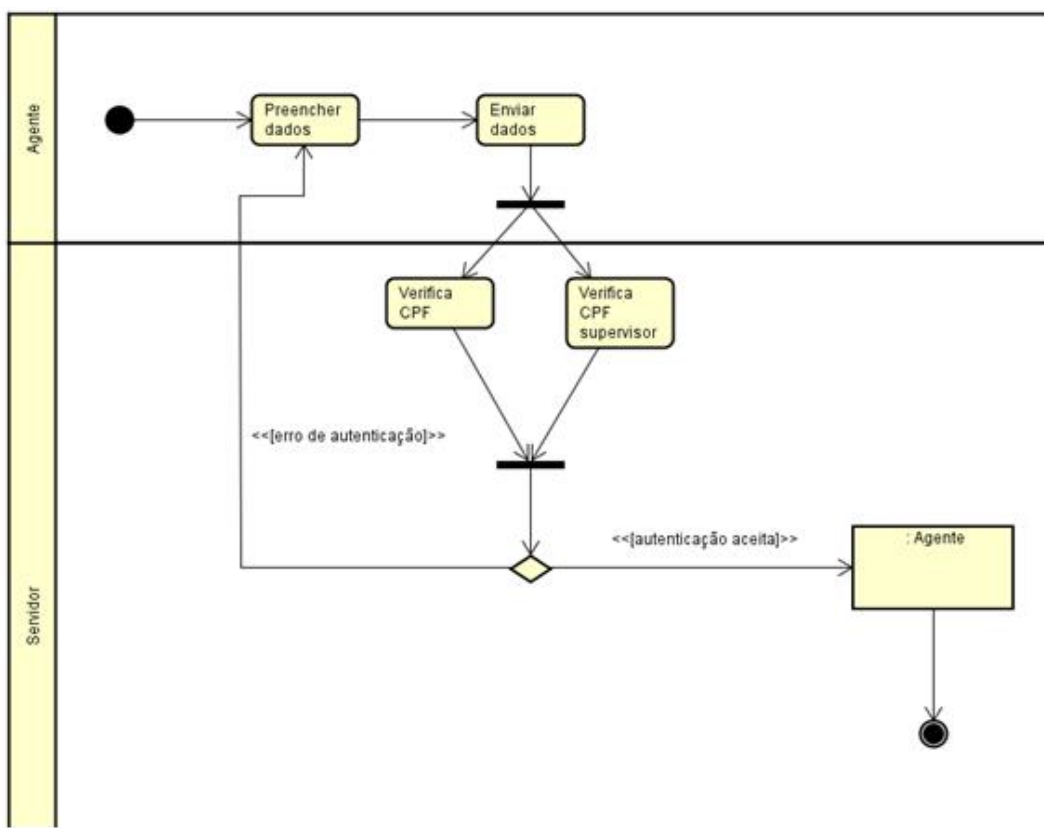 Agente
Preencher
dados
Enviar
dados
Servidor
Verifica
CPF
Verifica
CPF
supervisor
<<[erro de autenticação]>>
<<[autenticação aceita]>>
: Agente